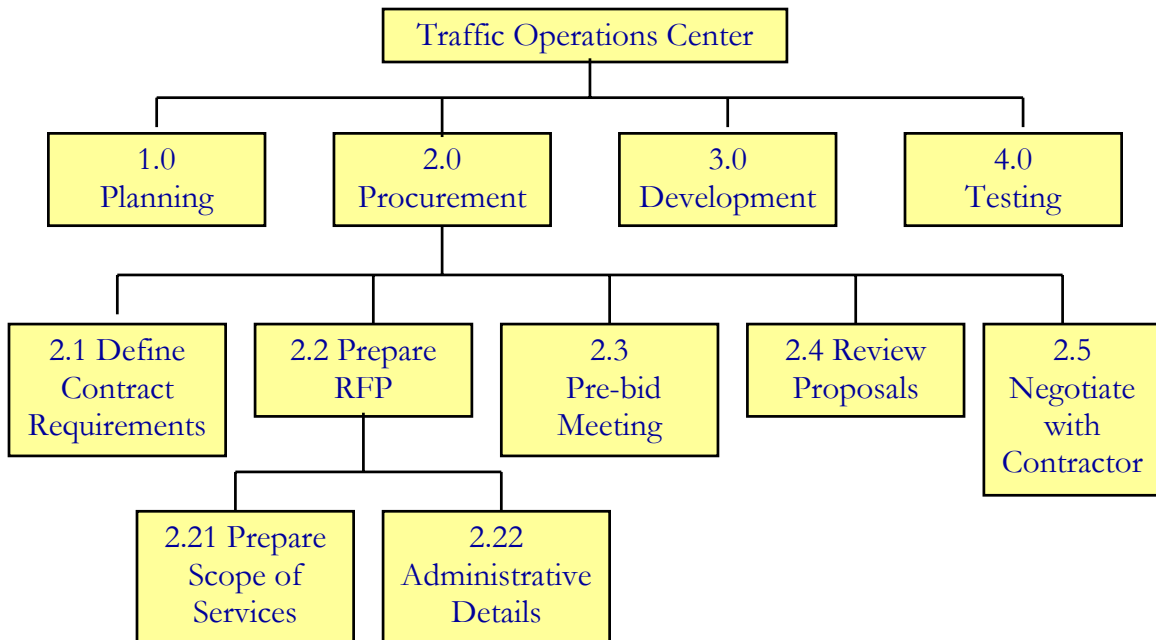 Traffic Operations Center
1.0
Planning
2.0
Procurement
3.0
Development
4.0
Testing
2.1 Define
Contract
Requirements
2.2 Prepare
RFP
2.3
Pre-bid
Meeting
2.4 Review
Proposals
2.5
Negotiate
with
Contractor
2.21 Prepare
Scope of
Services
2.22
Administrative
Details